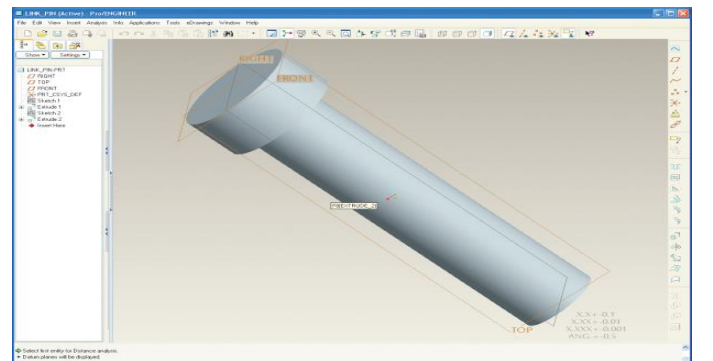 LINK_PIN (Active) - Pro/ENGINEER
File Edit View Insert Analysis Info Applications Tools eDrawings Window Help
Show Settings
LINK_PIN.PRT
RIGHT
TOP
FRONT
PRT_CSYS_DEF
Sketch 1
Extrude 1
Sketch 2
Extrude 2
Insert Here
RIGHT
FRONT
TOP
X.X+-0.1
X.XX+-0.01
X.XXX+-0.001
ANG.+-0.5
Select first entity for Distance analysis.
Datum planes will be displayed.